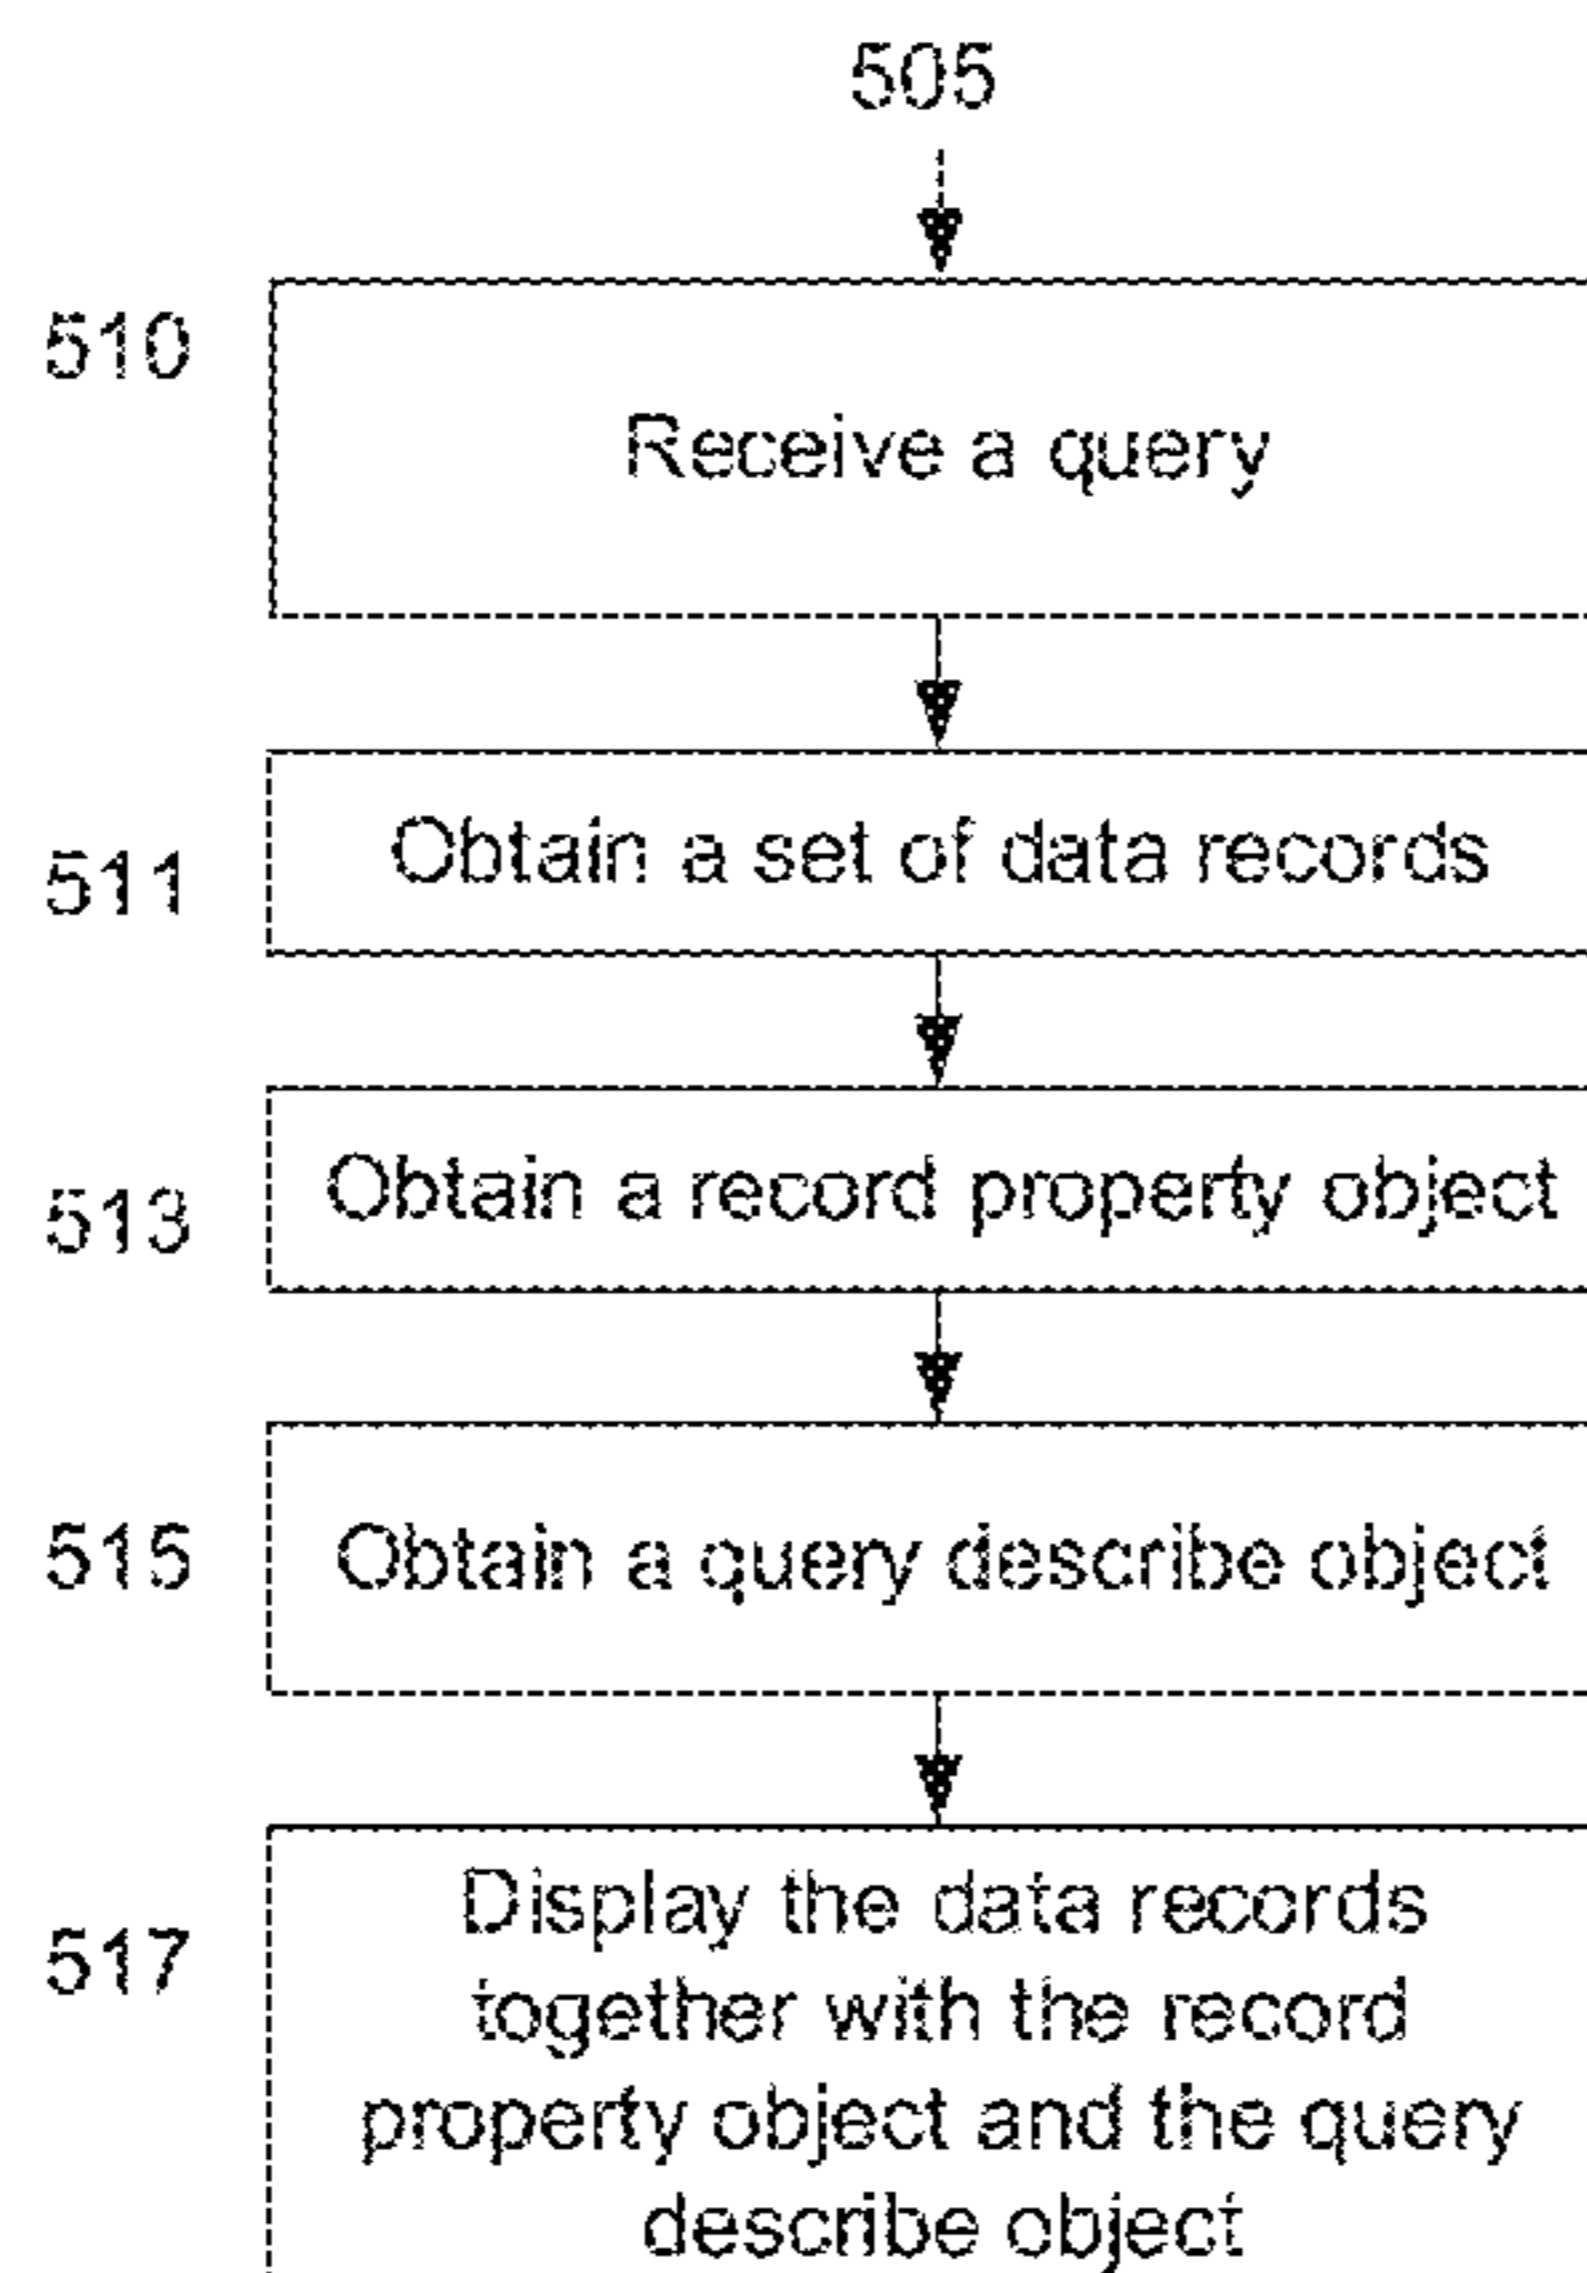 505
510
Receive a query
511
Obtain a set of data records
513
Obtain a record property object
515
Obtain a query describe object
517
Display the data records
together with the record
property object and the query
describe object